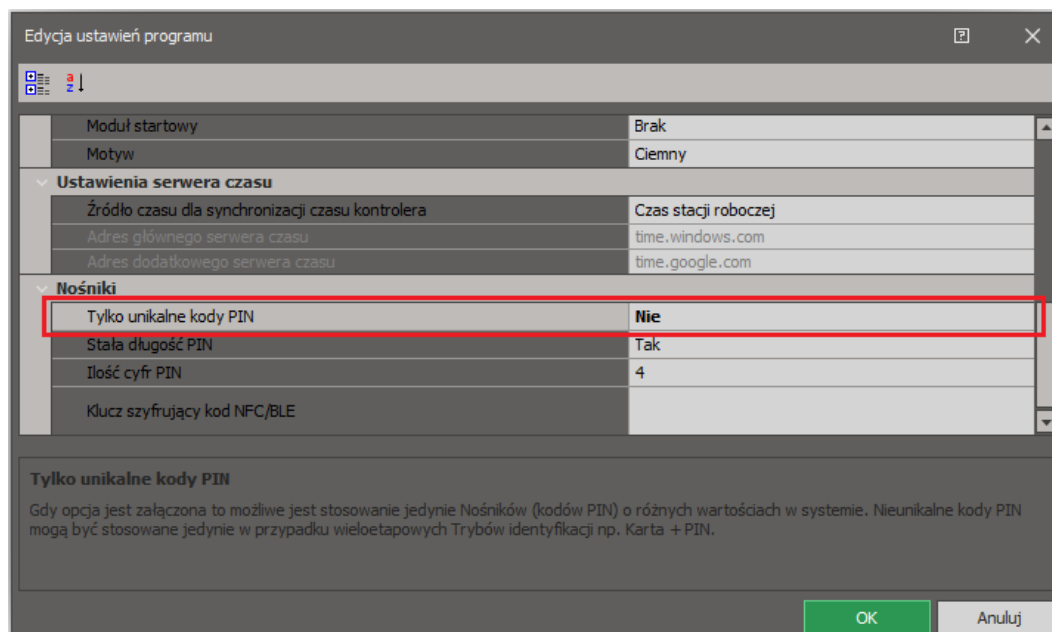 Edycja ustawień programu
Moduł startowy Brak
Motyw Ciemny
Ustawienia serwera czasu
Źródło czasu dla synchronizacji czasu kontrolera Czas stacji roboczej
Adres głównego serwera czasu time.windows.com
Adres dodatkowego serwera czasu time.google.com
Nośniki
Tylko unikalne kody PIN Nie
Stała długość PIN Tak
Ilość cyfr PIN 4
Klucz szyfrujący kod NFC/BLE
Tylko unikalne kody PIN
Gdy opcja jest załączona to możliwe jest stosowanie jedynie Nośników (kodów PIN) o różnych wartościach w systemie. Nieunikalne kody PIN
mogą być stosowane jedynie w przypadku wieloetapowych Trybów identyfikacji np. Karta + PIN.
OK Anuluj